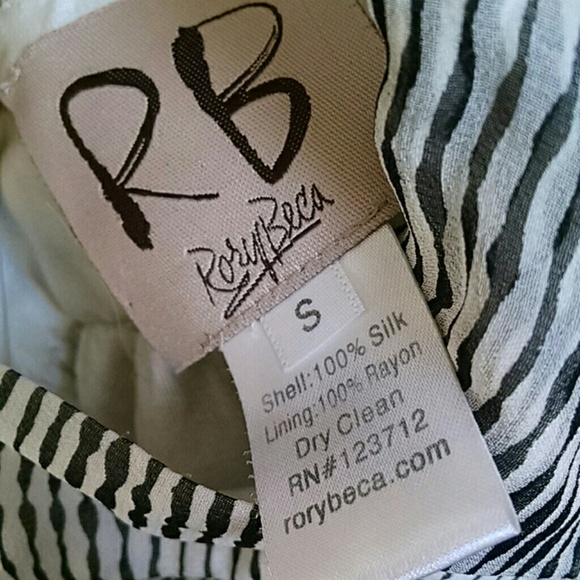 RB
RoryBeca
S
Shell:100% Silk
Lining:100% Rayon
Dry Clean
RN#123712
rorybeca.com